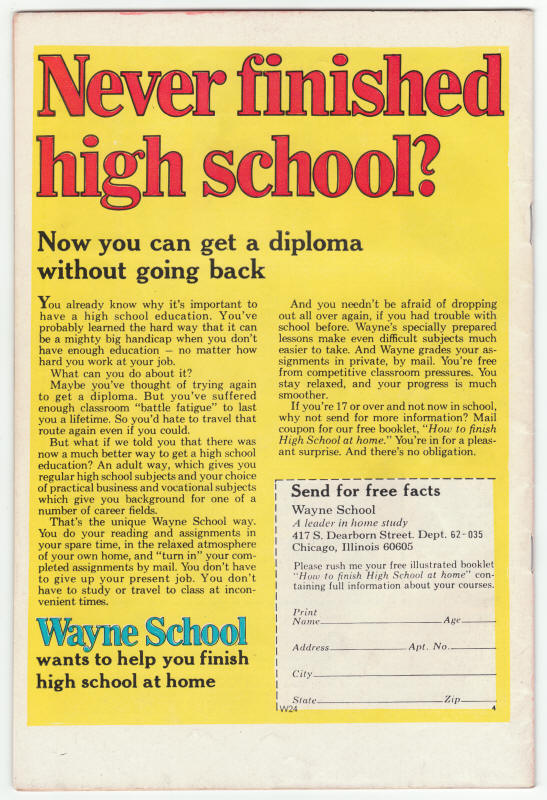 Never finished
high school?
Now you can get a diploma
without going back
You already know why it's important to
have a high school education. You've
probably learned the hard way that it can
be a mighty big handicap when you don't
have enough education – no matter how
hard you work at your job.
What can you do about it?
Maybe you've thought of trying again
to get a diploma. But you've suffered
enough classroom "battle fatigue" to last
you a lifetime. So you'd hate to travel that
route again even if you could.
But what if we told you that there was
now a much better way to get a high school
education? An adult way, which gives you
regular high school subjects and your choice
of practical business and vocational subjects
which give you background for one of a
number of career fields.
That's the unique Wayne School way.
You do your reading and assignments in
your spare time, in the relaxed atmosphere
of your own home, and "turn in" your com-
pleted assignments by mail. You don't have
to give up your present job. You don't
have to study or travel to class at incon-
venient times.
Wayne School
wants to help you finish
high school at home
And you needn't be afraid of dropping
out all over again, if you had trouble with
school before. Wayne's specially prepared
lessons make even difficult subjects much
easier to take. And Wayne grades your as-
signments in private, by mail. You're free
from competitive classroom pressures. You
stay relaxed, and your progress is much
smoother.
If you're 17 or over and not now in school,
why not send for more information? Mail
coupon for our free booklet, "How to finish
High School at home." You're in for a pleas-
ant surprise. And there's no obligation.
Send for free facts
Wayne School
A leader in home study
417 S. Dearborn Street. Dept. 62-035
Chicago, Illinois 60605
Please rush me your free illustrated booklet
"How to finish High School at home" con-
taining full information about your courses.
Print
Name Age
Address Apt. No.
City
State Zip
W24 4